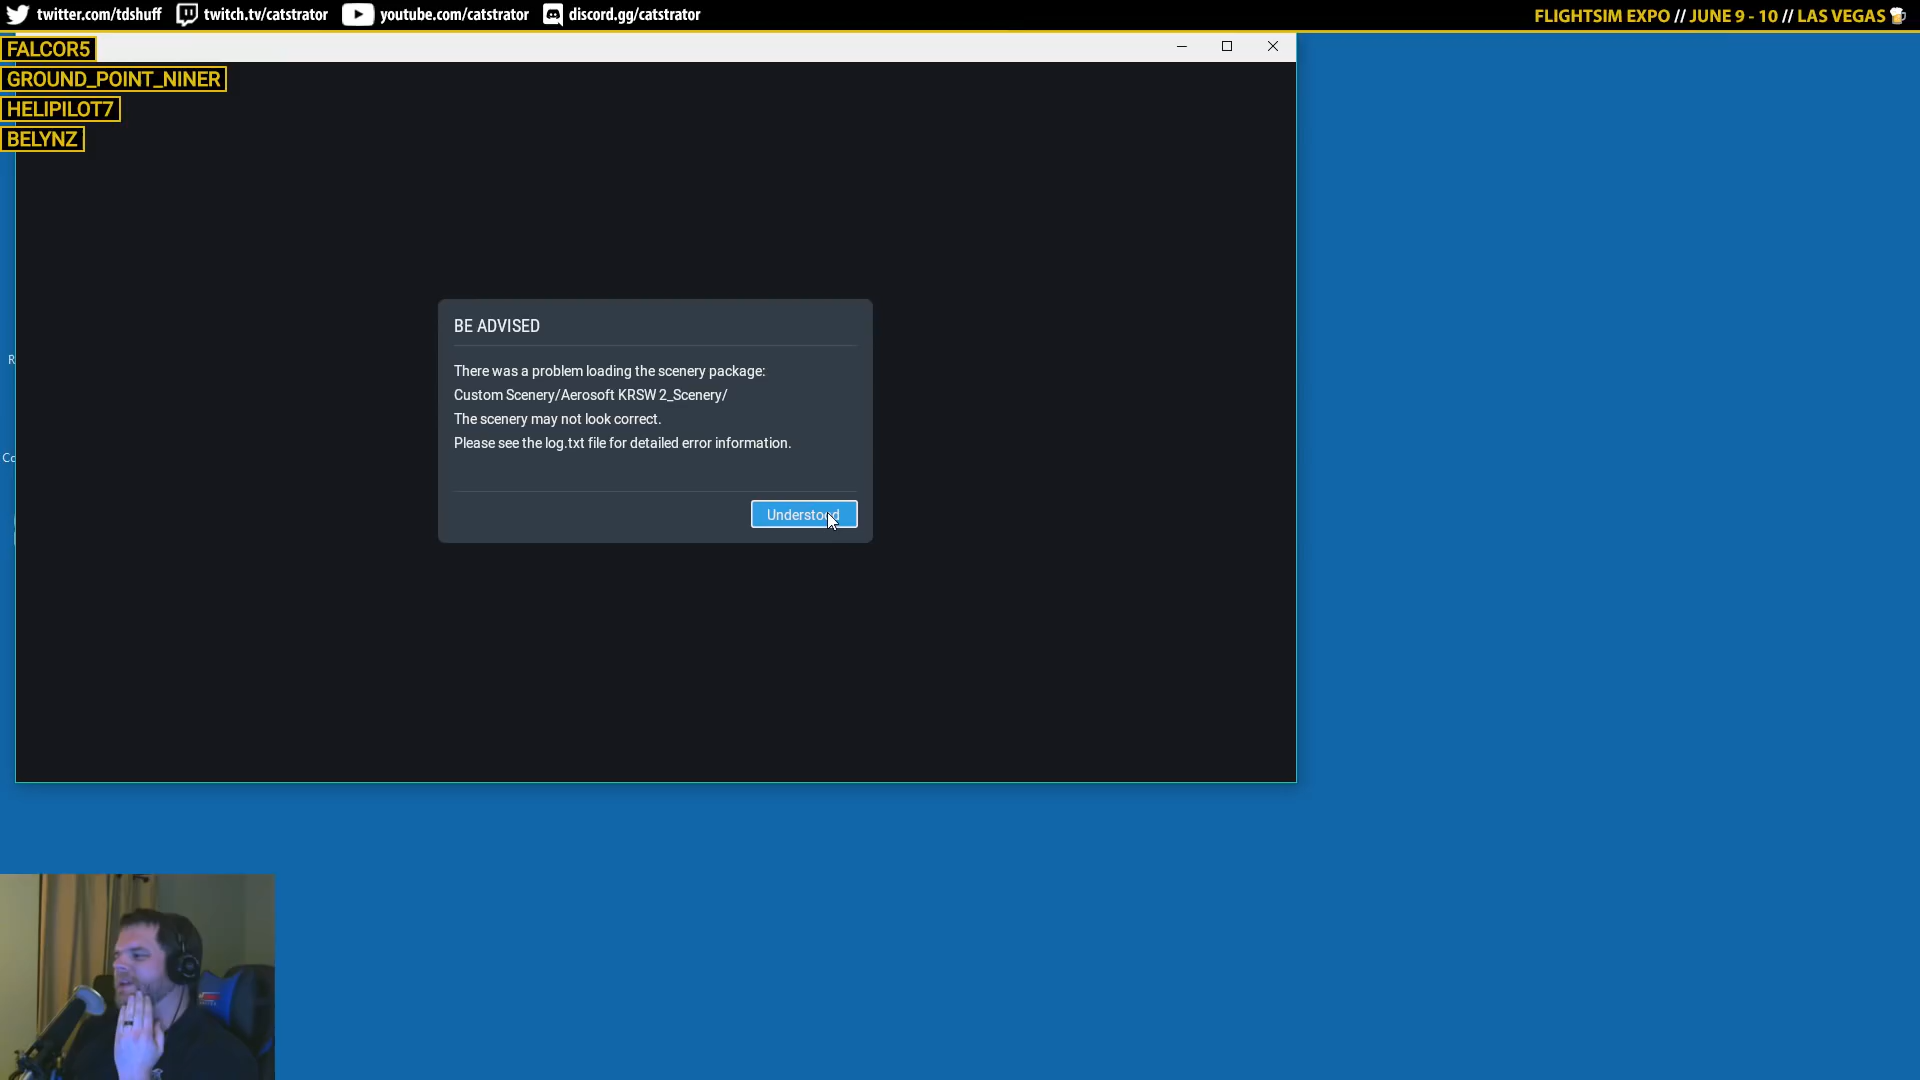 twitter.com/tdshuff twitch.tv/catstrator youtube.com/catstrator discord.gg/catstrator FLIGHTSIM EXPO // JUNE 9 - 10 // LAS VEGAS
FALCOR5
GROUND_POINT_NINER
HELIPILOT7
BELYNZ
R
Co
BE ADVISED
There was a problem loading the scenery package:
Custom Scenery/Aerosoft KRSW 2_Scenery/
The scenery may not look correct.
Please see the log.txt file for detailed error information.
Understood